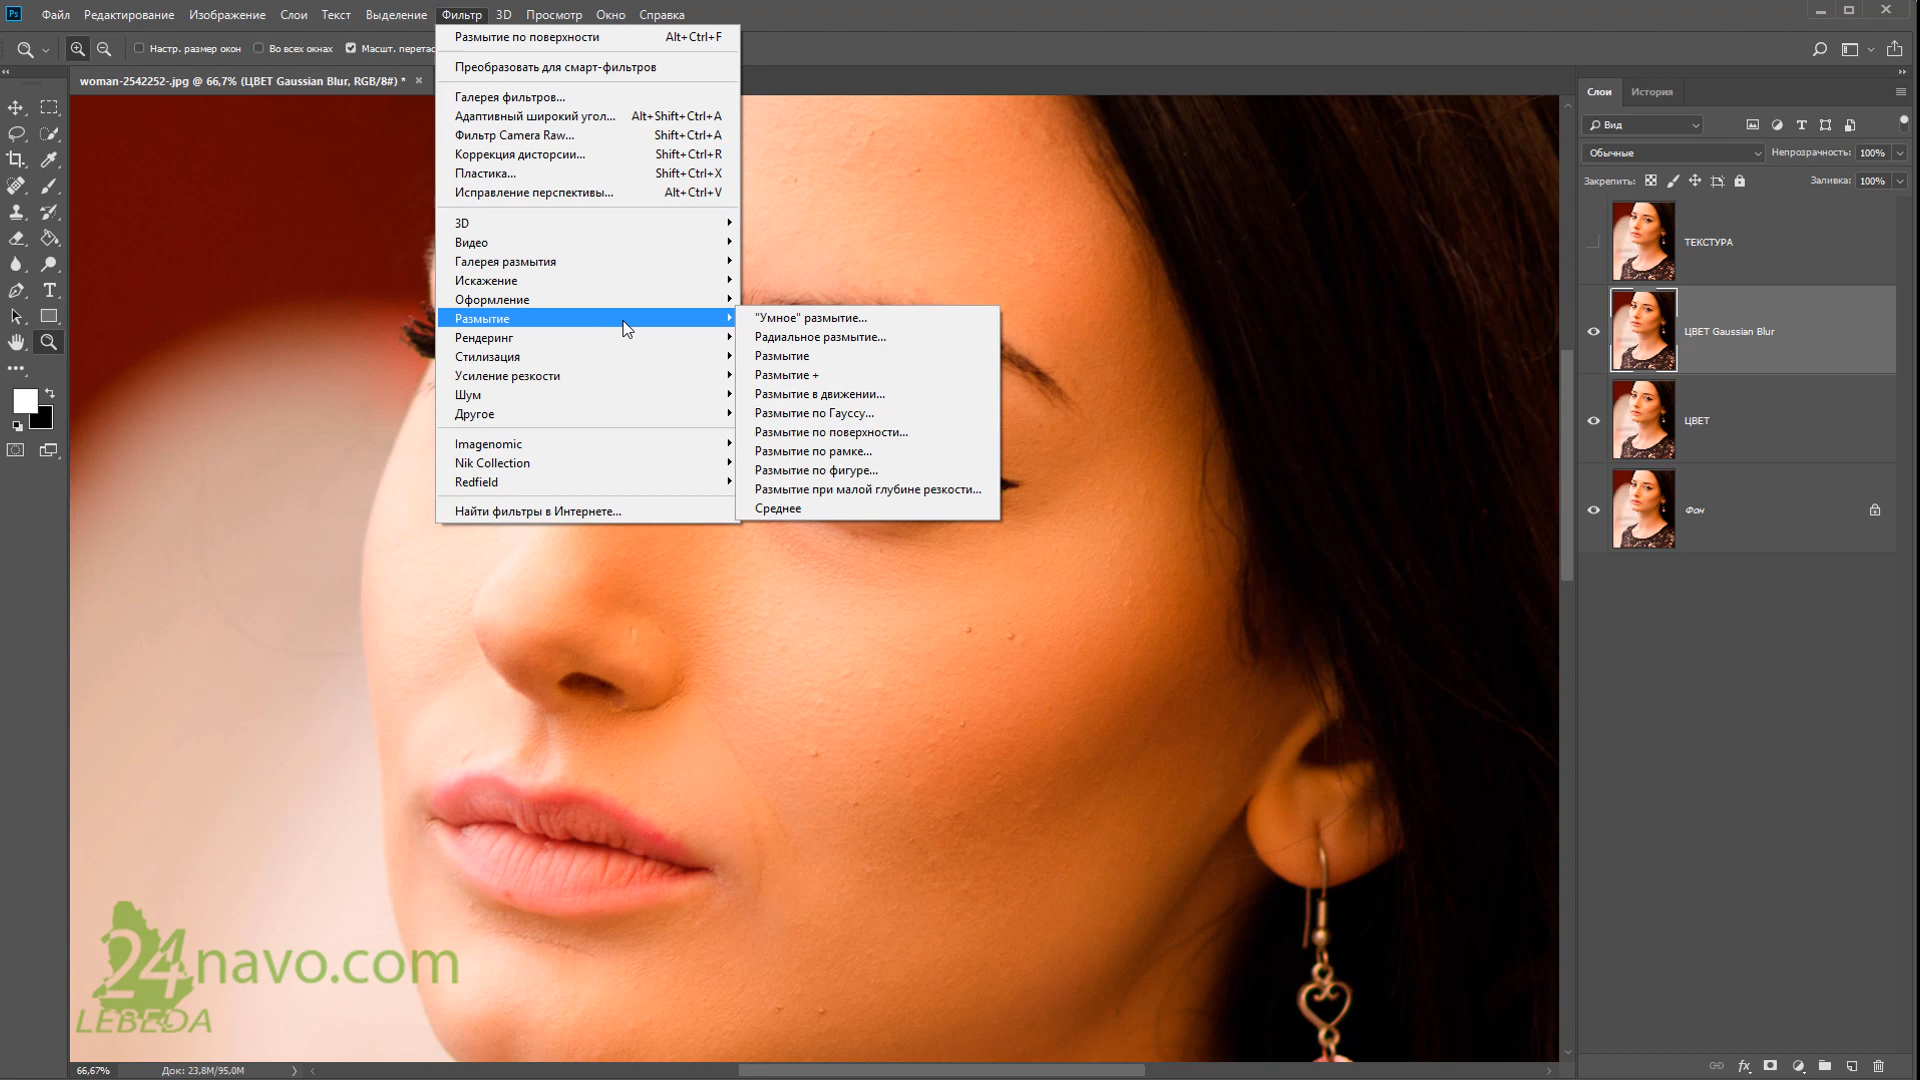 Ps Файл Редактирование Изображение Слои Текст Выделение Фильтр 3D Просмотр Окно Справка
Настр. размер окон Во всех окнах Масшт. перетас
woman-2542252-.jpg @ 66,7% (ЦВЕТ Gaussian Blur, RGB/8#) * ×
Размытие по поверхности Alt+Ctrl+F
Преобразовать для смарт-фильтров
Галерея фильтров...
Адаптивный широкий угол... Alt+Shift+Ctrl+A
Фильтр Camera Raw... Shift+Ctrl+A
Коррекция дисторсии... Shift+Ctrl+R
Пластика... Shift+Ctrl+X
Исправление перспективы... Alt+Ctrl+V
3D
Видео
Галерея размытия
Искажение
Оформление
Размытие
Рендеринг
Стилизация
Усиление резкости
Шум
Другое
Imagenomic
Nik Collection
Redfield
Найти фильтры в Интернете...
"Умное" размытие...
Радиальное размытие...
Размытие
Размытие +
Размытие в движении...
Размытие по Гауссу...
Размытие по поверхности...
Размытие по рамке...
Размытие по фигуре...
Размытие при малой глубине резкости...
Среднее
Слои История
Вид
Обычные Непрозрачность: 100%
Закрепить: Заливка: 100%
ТЕКСТУРА
ЦВЕТ Gaussian Blur
ЦВЕТ
Фон
24navo.com
LEBEDA
66,67% Док: 23,8M/95,0M
fx